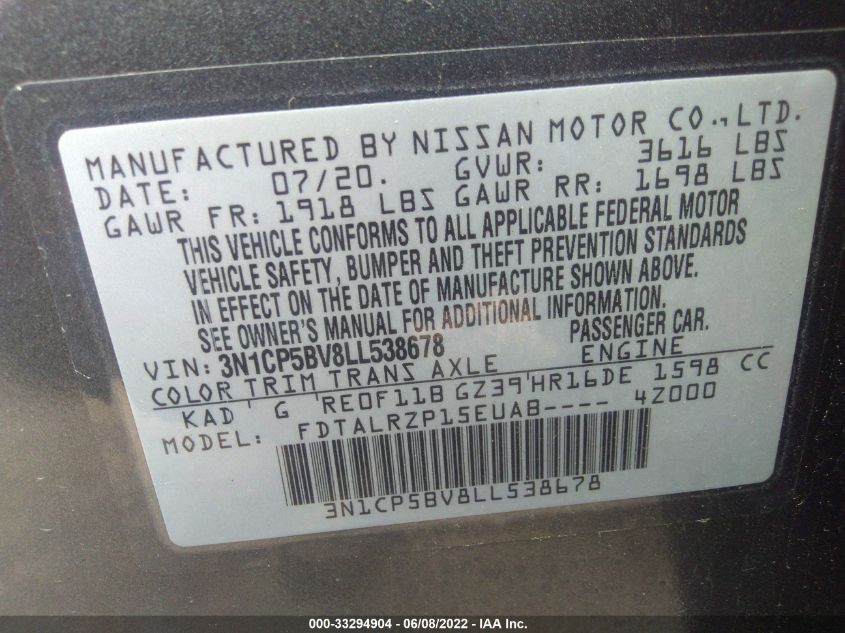 MANUFACTURED BY NISSAN MOTOR CO., LTD.
DATE: 07/20. GVWR: 3616 LBS
GAWR FR: 1918 LBS GAWR RR: 1698 LBS
THIS VEHICLE CONFORMS TO ALL APPLICABLE FEDERAL MOTOR
VEHICLE SAFETY, BUMPER AND THEFT PREVENTION STANDARDS
IN EFFECT ON THE DATE OF MANUFACTURE SHOWN ABOVE.
SEE OWNER'S MANUAL FOR ADDITIONAL INFORMATION.
VIN: 3N1CP5BV8LL538678 PASSENGER CAR.
COLOR TRIM TRANS AXLE ENGINE
KAD G RE0F11B GZ39 HR16DE 1598 CC
MODEL: FDTALRZP15EUAB---- 4Z000
3N1CP5BV8LL538678
000-33294904 - 06/08/2022 - IAA Inc.